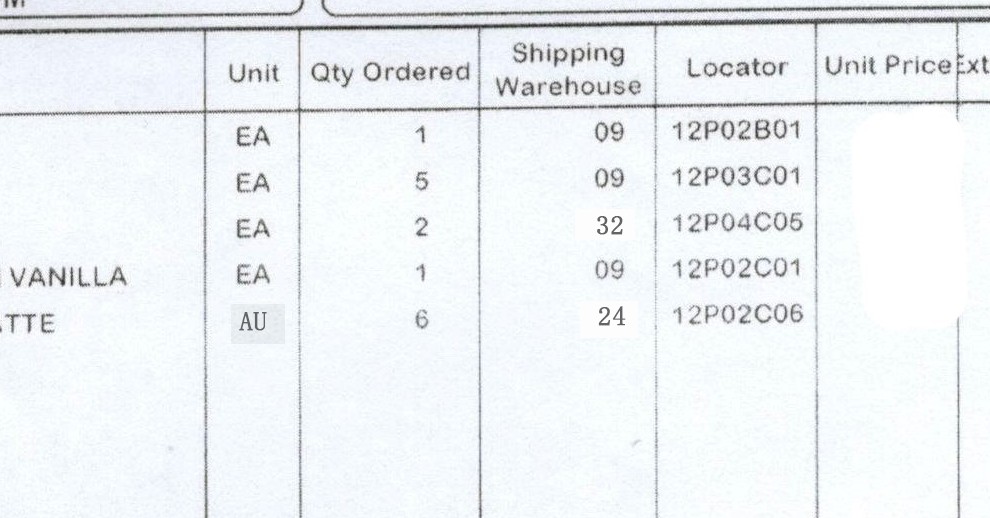 M
Unit Qty Ordered Shipping Warehouse Locator Unit Price Ext
EA 1 09 12P02B01
EA 5 09 12P03C01
EA 2 32 12P04C05
VANILLA EA 1 09 12P02C01
ATTE AU 6 24 12P02C06